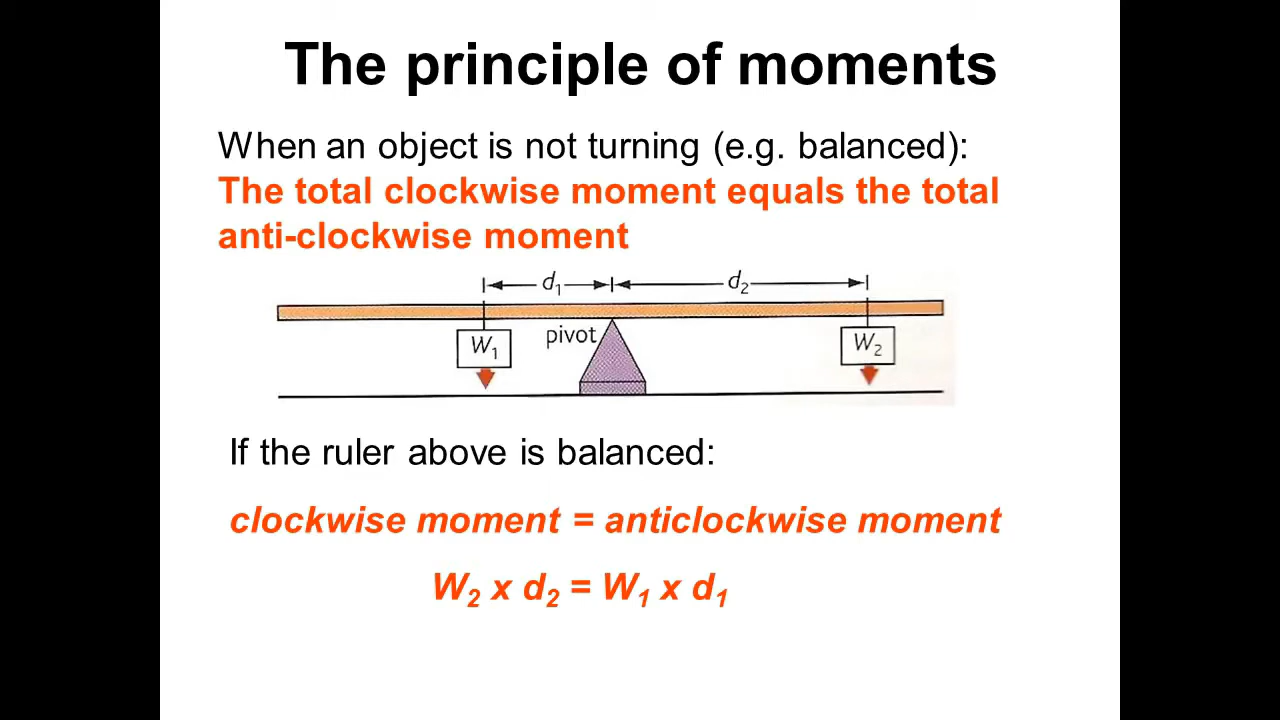 The principle of moments
When an object is not turning (e.g. balanced):
The total clockwise moment equals the total
anti-clockwise moment
d₁ d₂
W₁ pivot W₂
If the ruler above is balanced:
clockwise moment = anticlockwise moment
W₂ x d₂ = W₁ x d₁